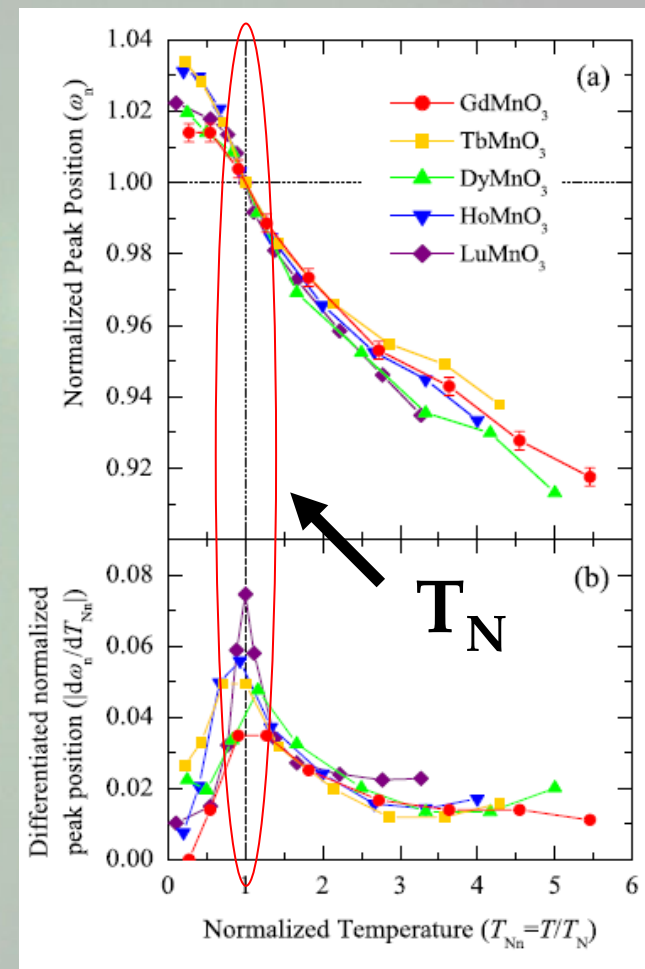 1.04
(a)
GdMnO₃
TbMnO₃
DyMnO₃
HoMnO₃
LuMnO₃
1.02
1.00
0.98
0.96
0.94
0.92
Normalized Peak Position (ωₙ)
(b)
T_N
0.08
0.06
0.04
0.02
0.00
Differentiated normalized
peak position (|dωₙ/dT_Nn|)
0 1 2 3 4 5 6
Normalized Temperature (T_Nn=T/T_N)